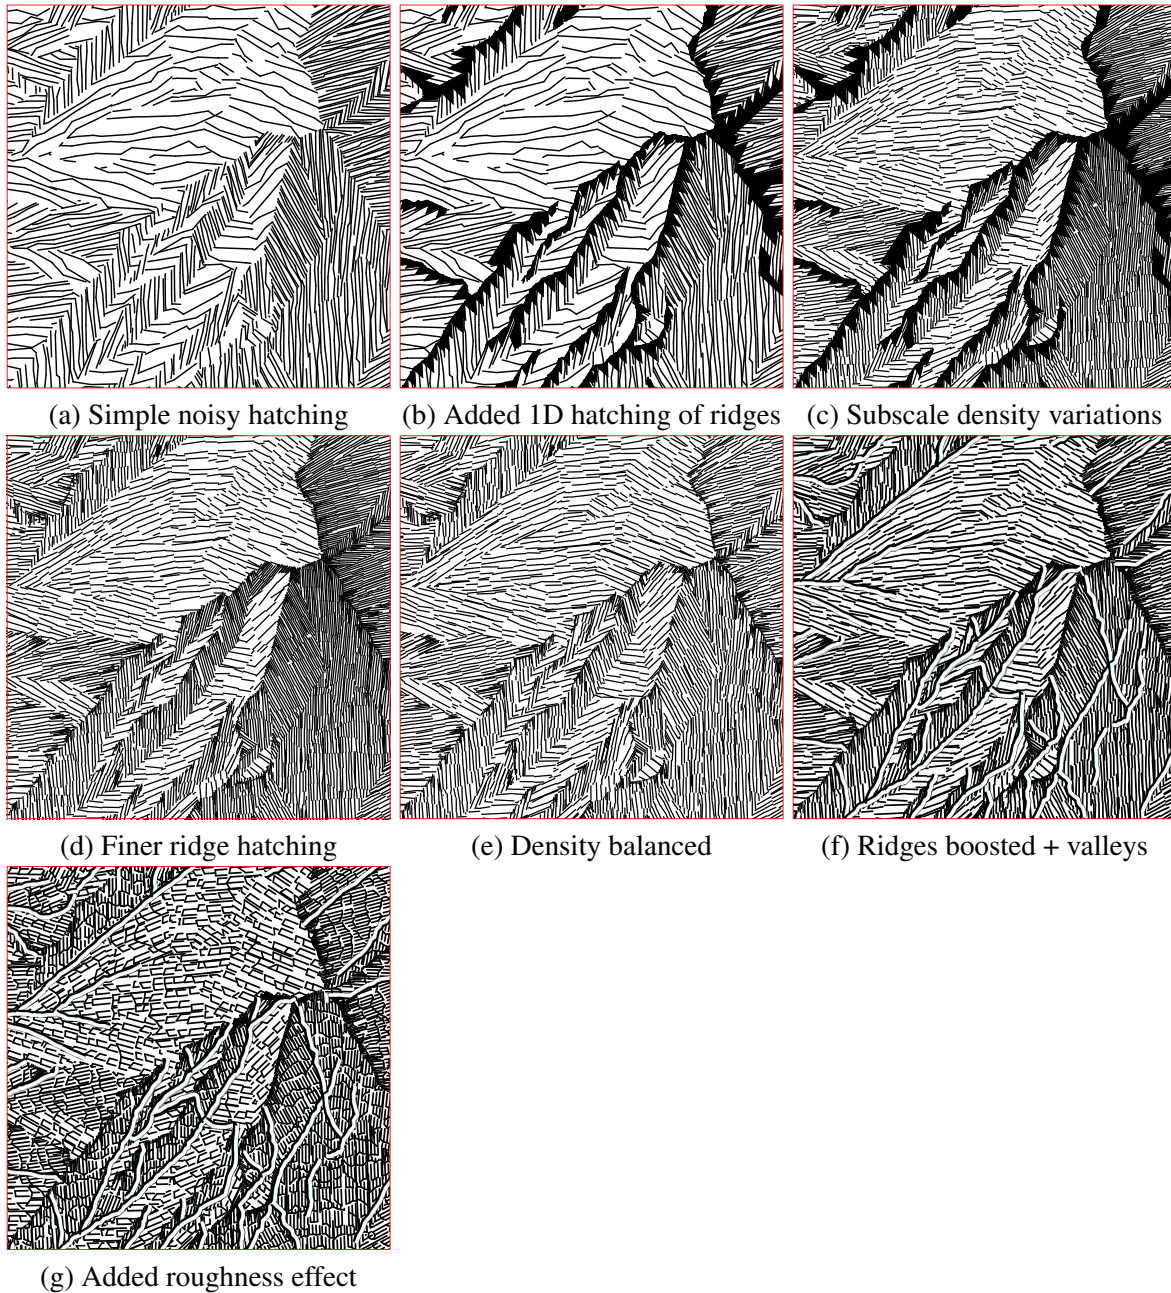 (a) Simple noisy hatching
(b) Added 1D hatching of ridges
(c) Subscale density variations
(d) Finer ridge hatching
(e) Density balanced
(f) Ridges boosted + valleys
(g) Added roughness effect